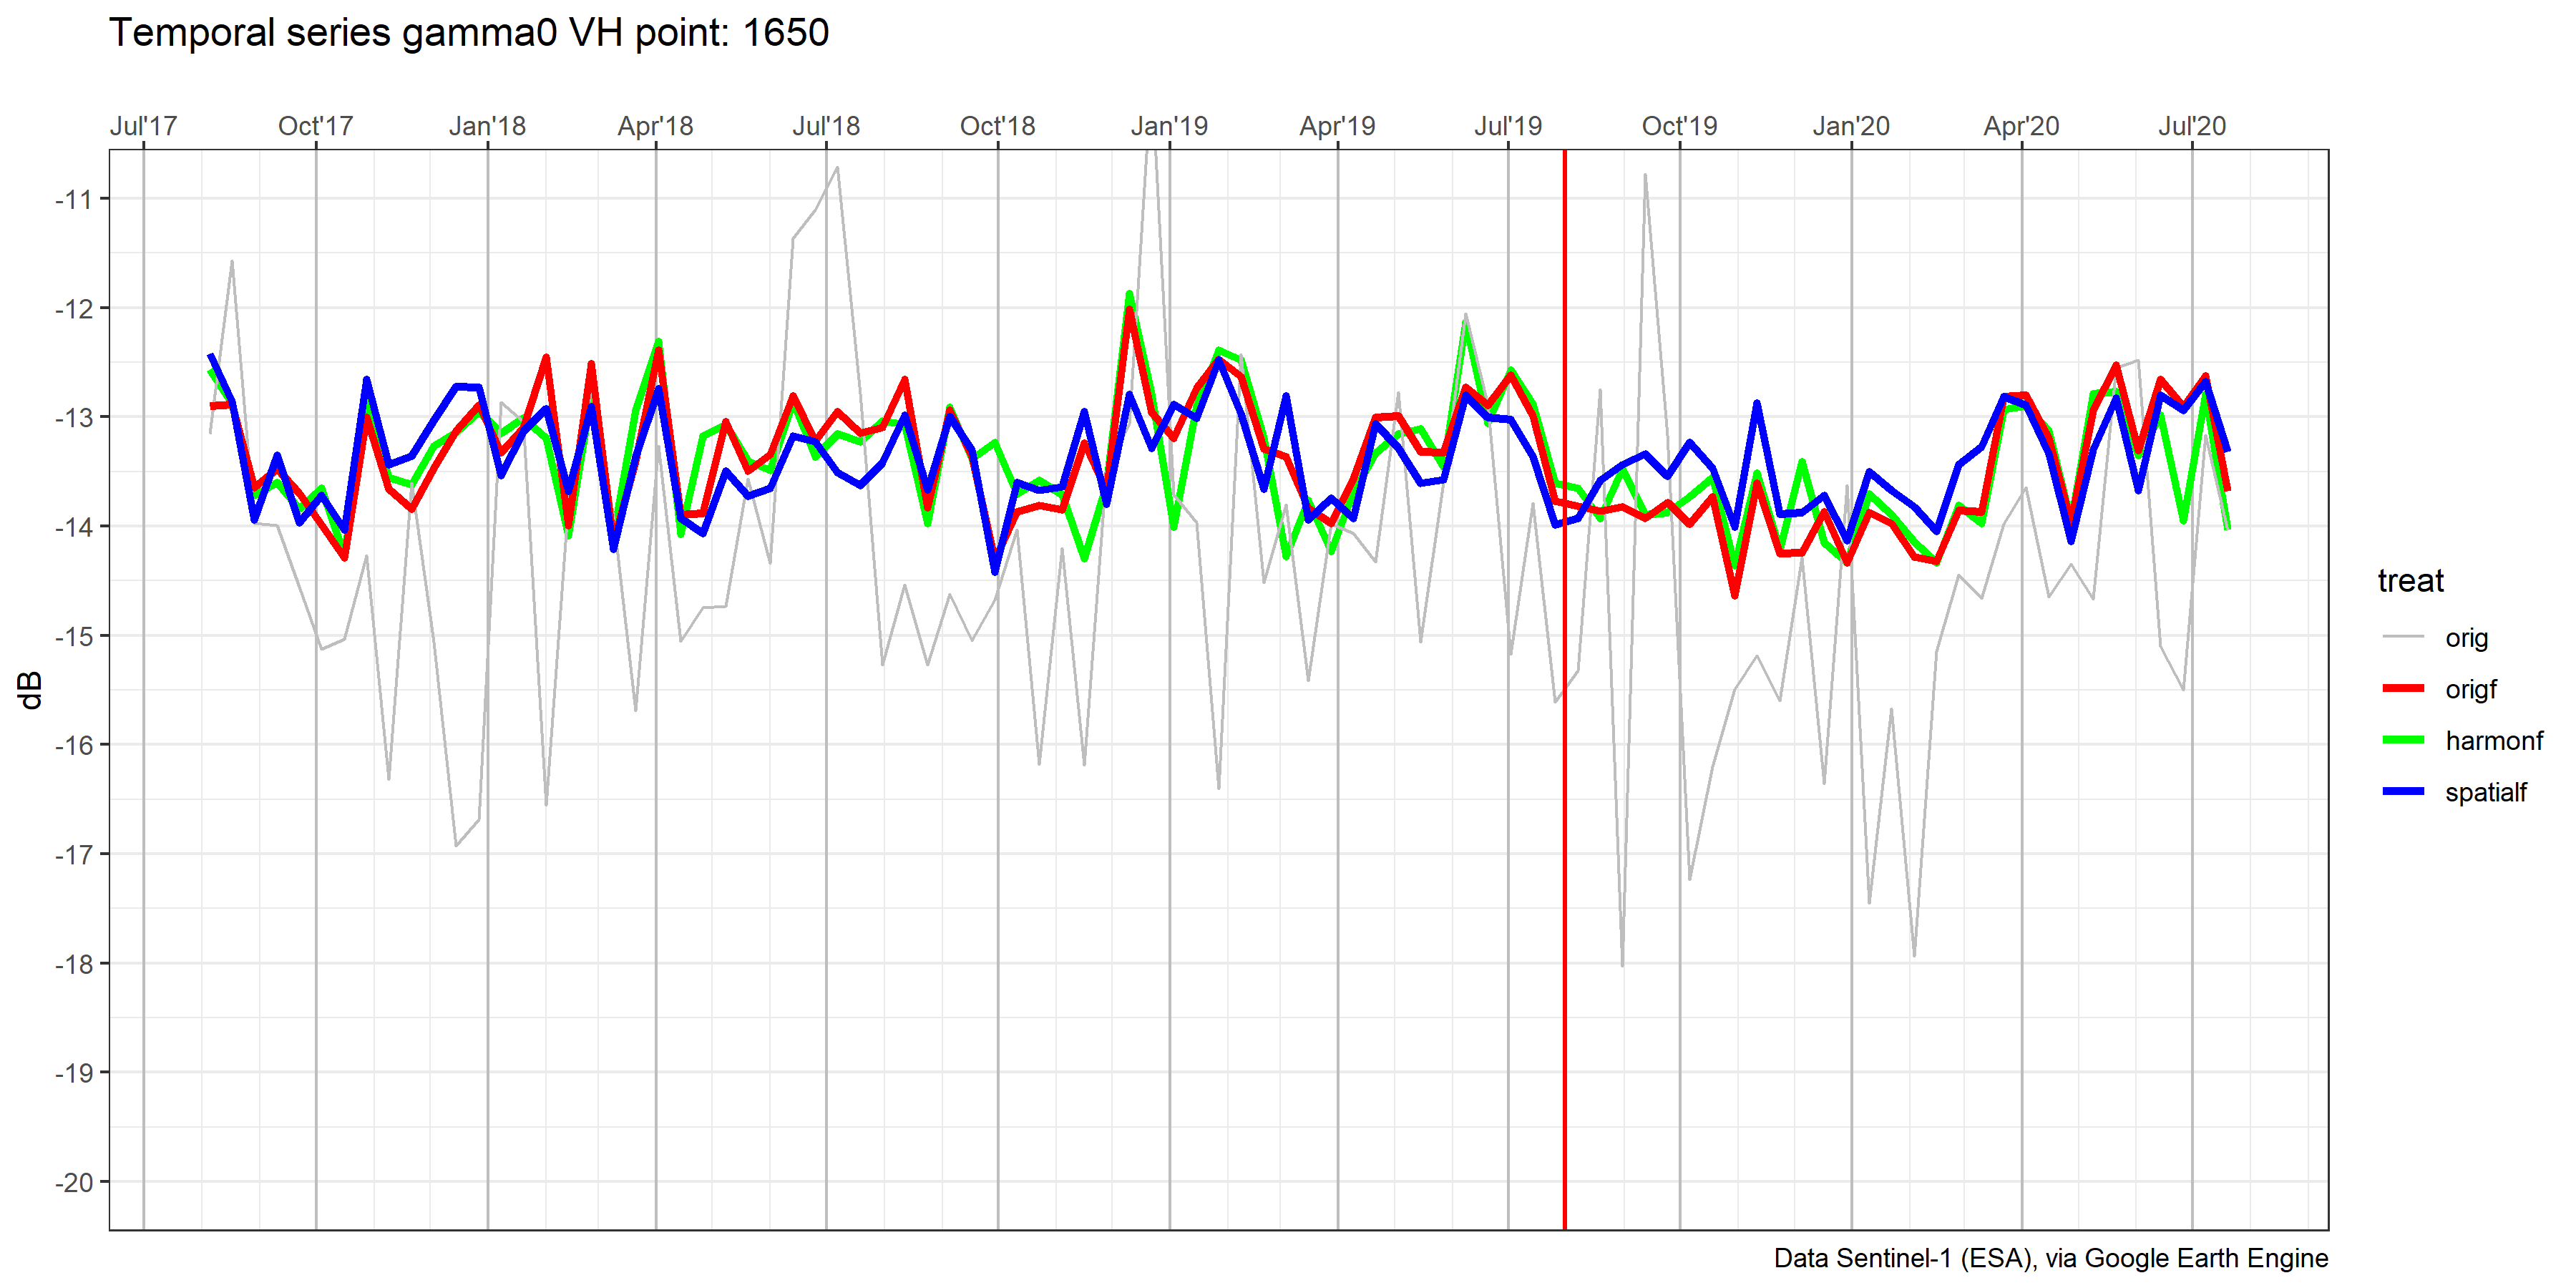 Temporal series gamma0 VH point: 1650
Jul'17 Oct'17 Jan'18 Apr'18 Jul'18 Oct'18 Jan'19 Apr'19 Jul'19 Oct'19 Jan'20 Apr'20 Jul'20
-11
-12
-13
-14
-15
-16
-17
-18
-19
-20
dB
treat
orig
origf
harmonf
spatialf
Data Sentinel-1 (ESA), via Google Earth Engine